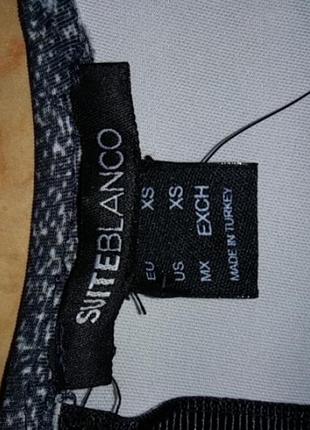 SUITEBLANCO
EU XS
US XS
MX EXCH
MADE IN TURKEY